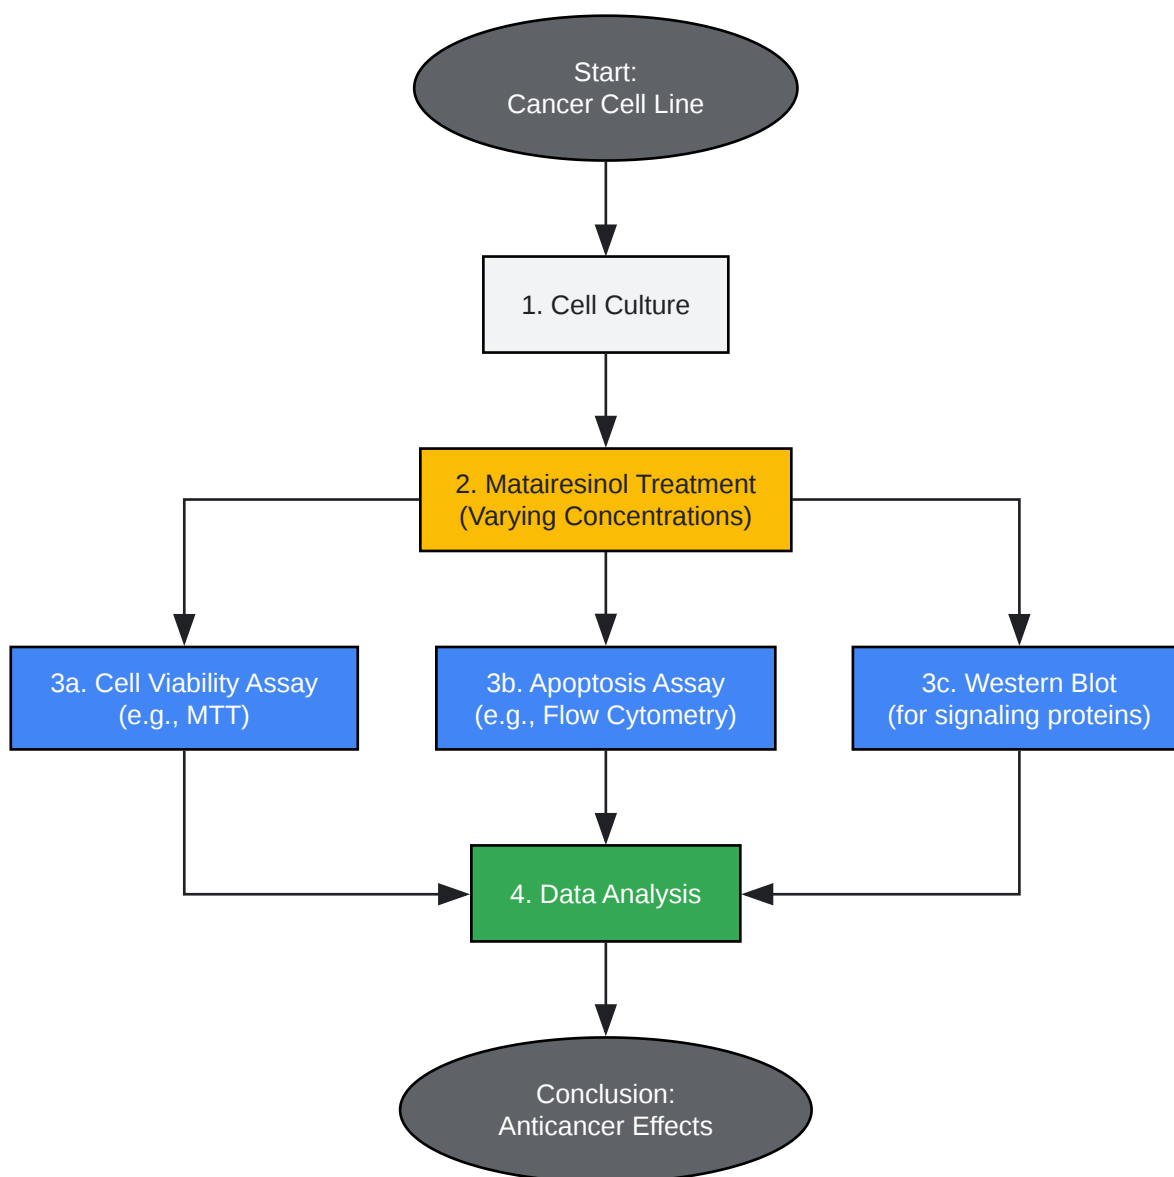 Start:
Cancer Cell Line
1. Cell Culture
2. Matairesinol Treatment
(Varying Concentrations)
3a. Cell Viability Assay
(e.g., MTT)
3b. Apoptosis Assay
(e.g., Flow Cytometry)
3c. Western Blot
(for signaling proteins)
4. Data Analysis
Conclusion:
Anticancer Effects